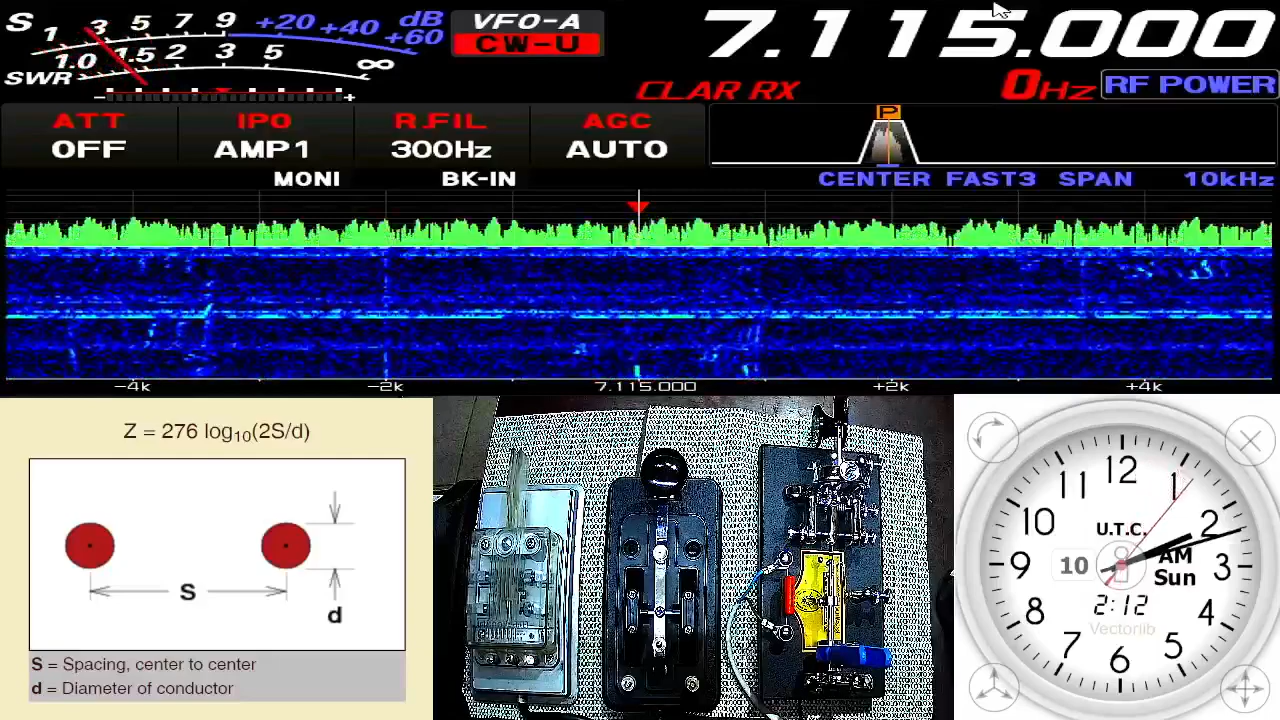 S 1 3 5 7 9 +20 +40 +60 dB
SWR 1.0 1.5 2 3 5 ∞
− +
VFO-A
CW-U
7.115.000
CLAR RX 0Hz RF POWER
ATT IPO R.FIL AGC
OFF AMP1 300Hz AUTO
MONI BK-IN
P
CENTER FAST3 SPAN 10kHz
-4k -2k 7.115.000 +2k +4k
Z = 276 log₁₀(2S/d)
S
d
S = Spacing, center to center
d = Diameter of conductor
12
11 1
10 2
9 3
8 4
7 5
6
U.T.C.
10
AM
Sun
2:12
Vectorlib